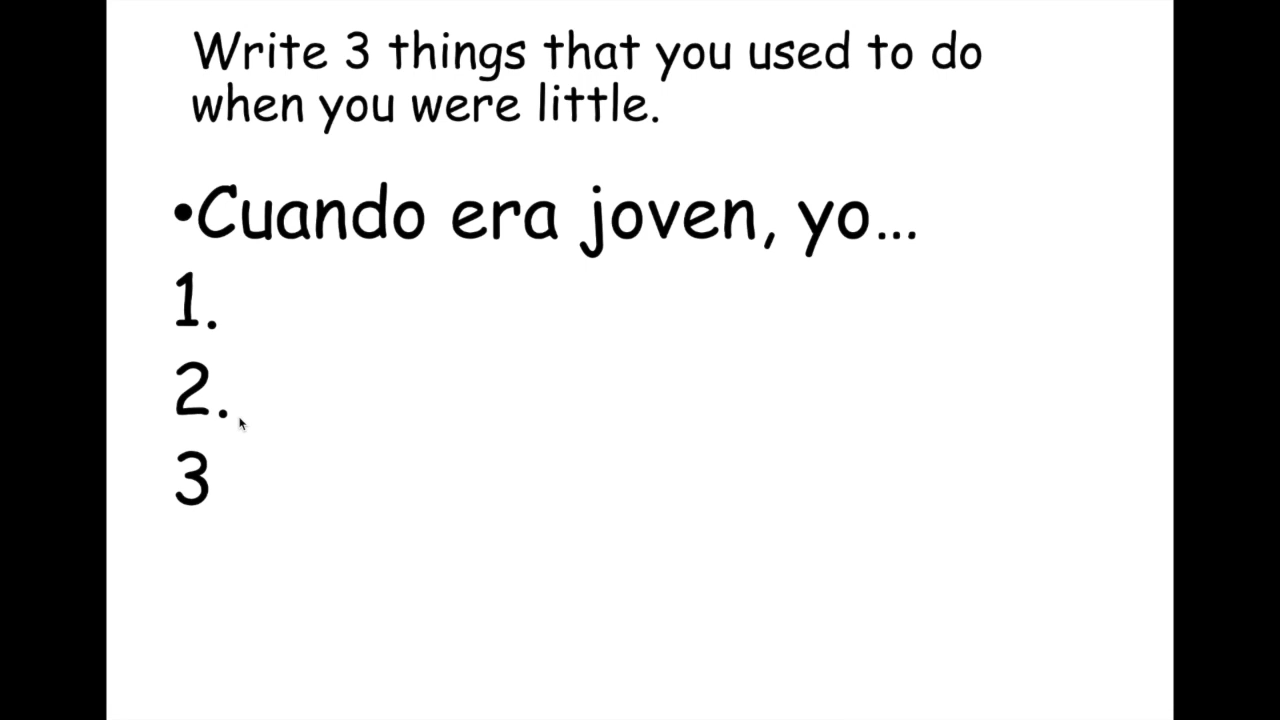 Write 3 things that you used to do
when you were little.
•Cuando era joven, yo...
1.
2.
3